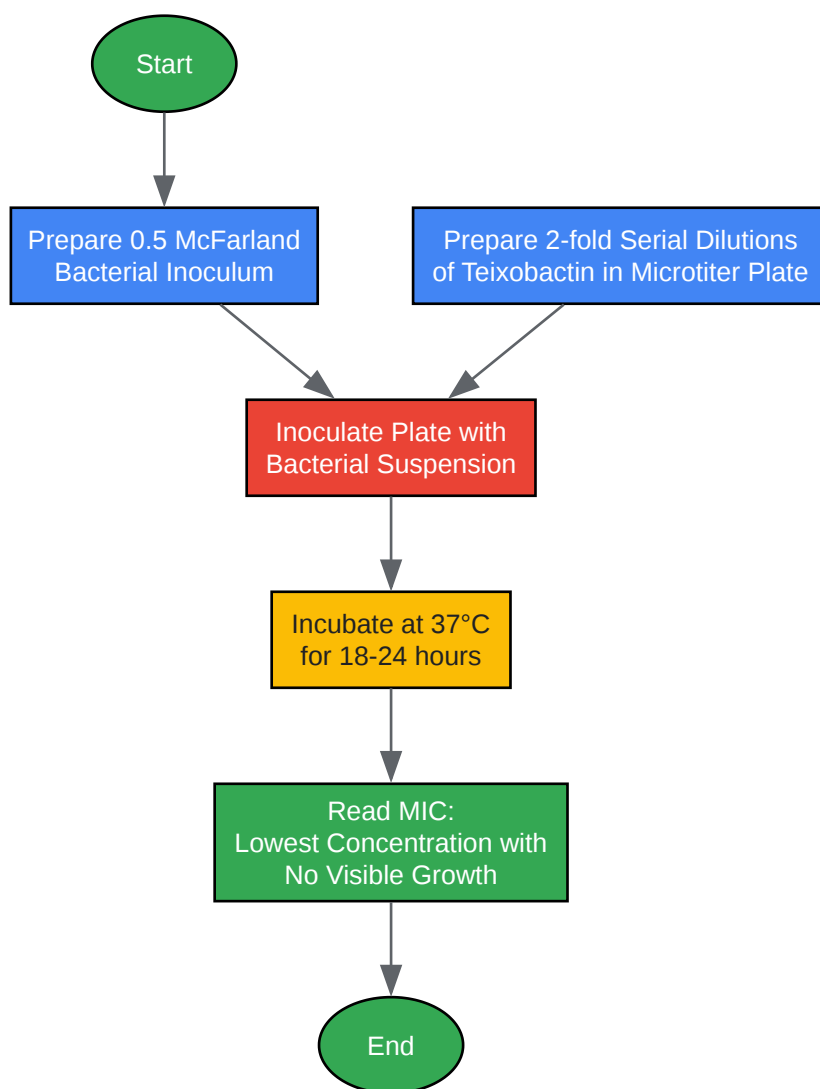 Start
Prepare 0.5 McFarland
Bacterial Inoculum
Prepare 2-fold Serial Dilutions
of Teixobactin in Microtiter Plate
Inoculate Plate with
Bacterial Suspension
Incubate at 37°C
for 18-24 hours
Read MIC:
Lowest Concentration with
No Visible Growth
End